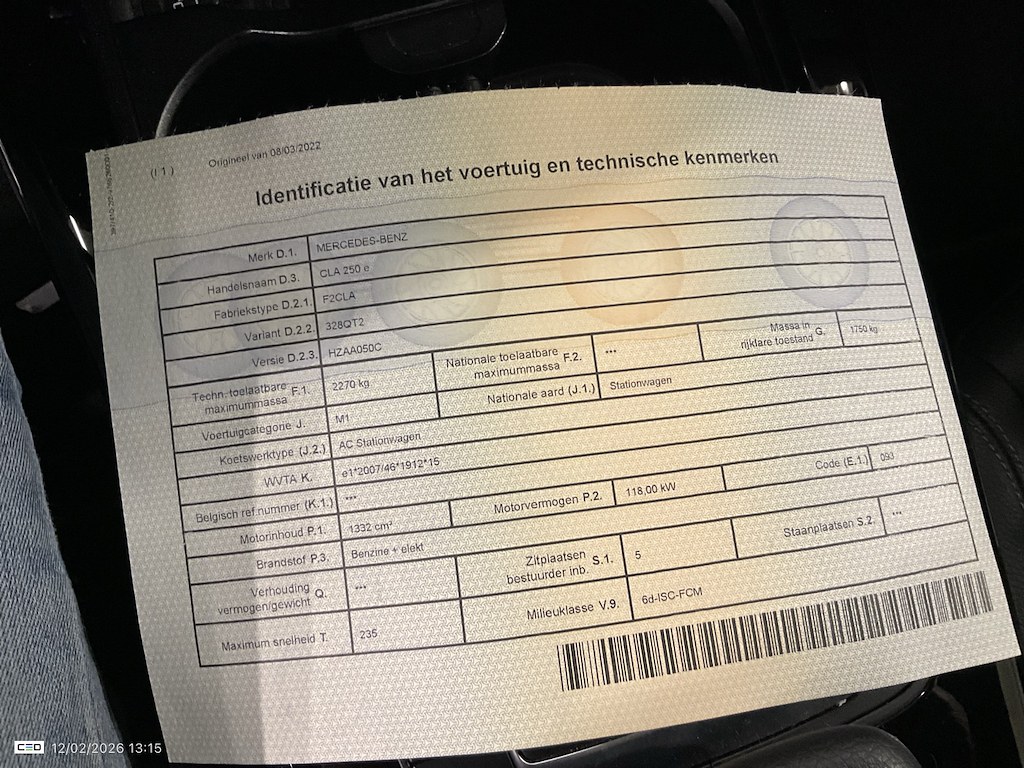 (I 1)
Origineel van 08/03/2022
Identificatie van het voertuig en technische kenmerken
Merk D.1. MERCEDES-BENZ
Handelsnaam D.3. CLA 250 e
Fabriekstype D.2.1. F2CLA
Variant D.2.2. 328QT2
Versie D.2.3. HZAA050C
Techn. toelaatbare maximummassa F.1. 2270 kg Nationale toelaatbare maximummassa F.2. *** Massa in rijklare toestand G. 1750 kg
Voertuigcategorie J. M1 Nationale aard (J.1.) Stationwagen
Koetswerktype (J.2.) AC Stationwagen
WVTA K. e1*2007/46*1912*15
Belgisch ref.nummer (K.1.) ***
Motorinhoud P.1. 1332 cm³ Motorvermogen P.2. 118,00 kW Code (E.1.) 093
Brandstof P.3. Benzine + elekt
Verhouding vermogen/gewicht Q. *** Zitplaatsen bestuurder inb. S.1. 5 Staanplaatsen S.2. ***
Maximum snelheid T. 235 Milieuklasse V.9. 6d-ISC-FCM
CEO 12/02/2026 13:15